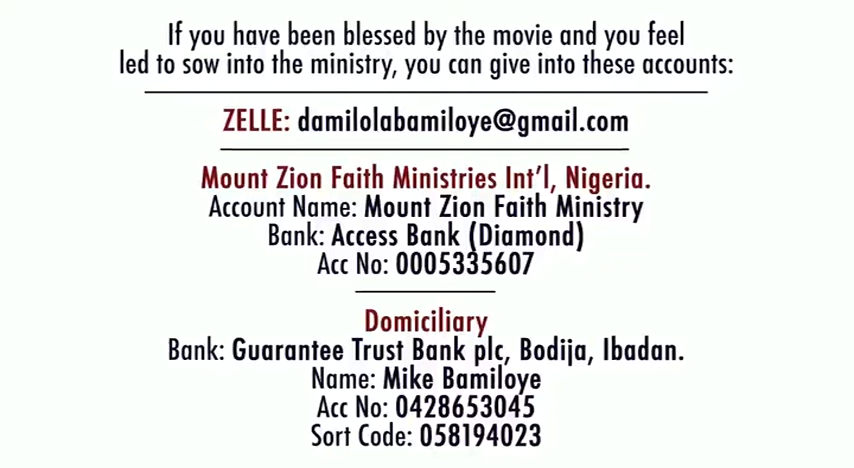 If you have been blessed by the movie and you feel
led to sow into the ministry, you can give into these accounts:
ZELLE: damilolabamiloye@gmail.com
Mount Zion Faith Ministries Int'l, Nigeria.
Account Name: Mount Zion Faith Ministry
Bank: Access Bank (Diamond)
Acc No: 0005335607
Domiciliary
Bank: Guarantee Trust Bank plc, Bodija, Ibadan.
Name: Mike Bamiloye
Acc No: 0428653045
Sort Code: 058194023